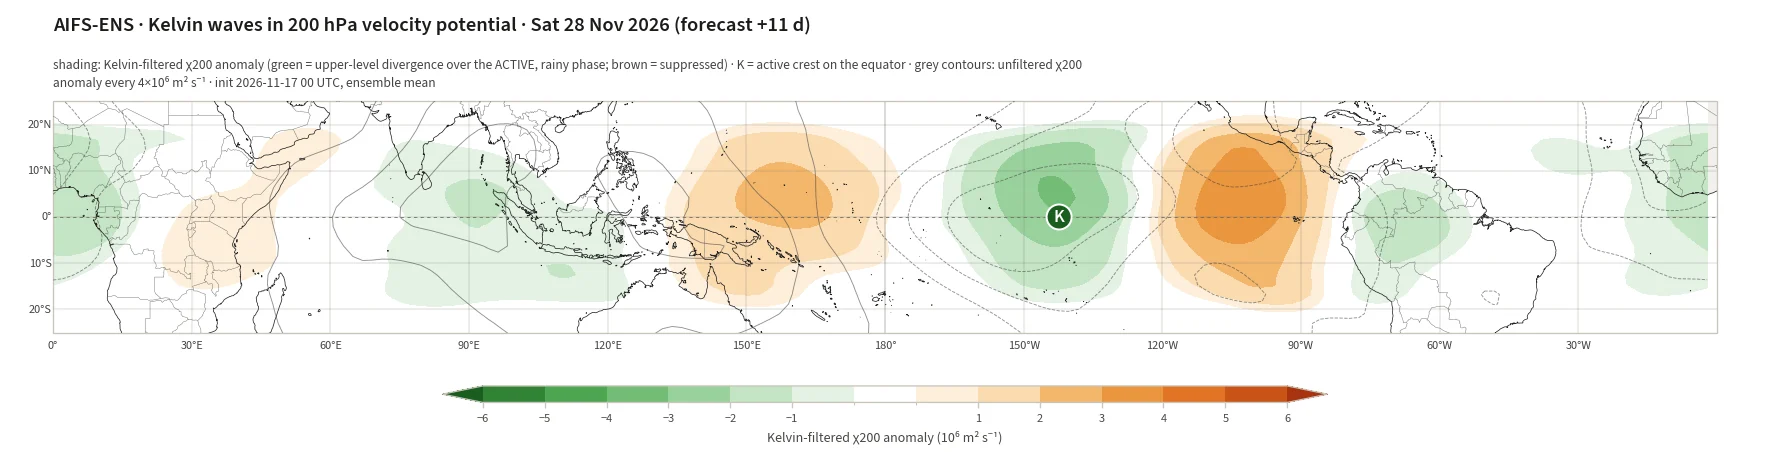 AIFS-ENS · Kelvin waves in 200 hPa velocity potential · Sat 28 Nov 2026 (forecast +11 d)
shading: Kelvin-filtered χ200 anomaly (green = upper-level divergence over the ACTIVE, rainy phase; brown = suppressed) · K = active crest on the equator · grey contours: unfiltered χ200
anomaly every 4×10⁶ m² s⁻¹ · init 2026-11-17 00 UTC, ensemble mean
20°N
10°N
0°
10°S
20°S
K
0° 30°E 60°E 90°E 120°E 150°E 180° 150°W 120°W 90°W 60°W 30°W
−6 −5 −4 −3 −2 −1 1 2 3 4 5 6
Kelvin-filtered χ200 anomaly (10⁶ m² s⁻¹)